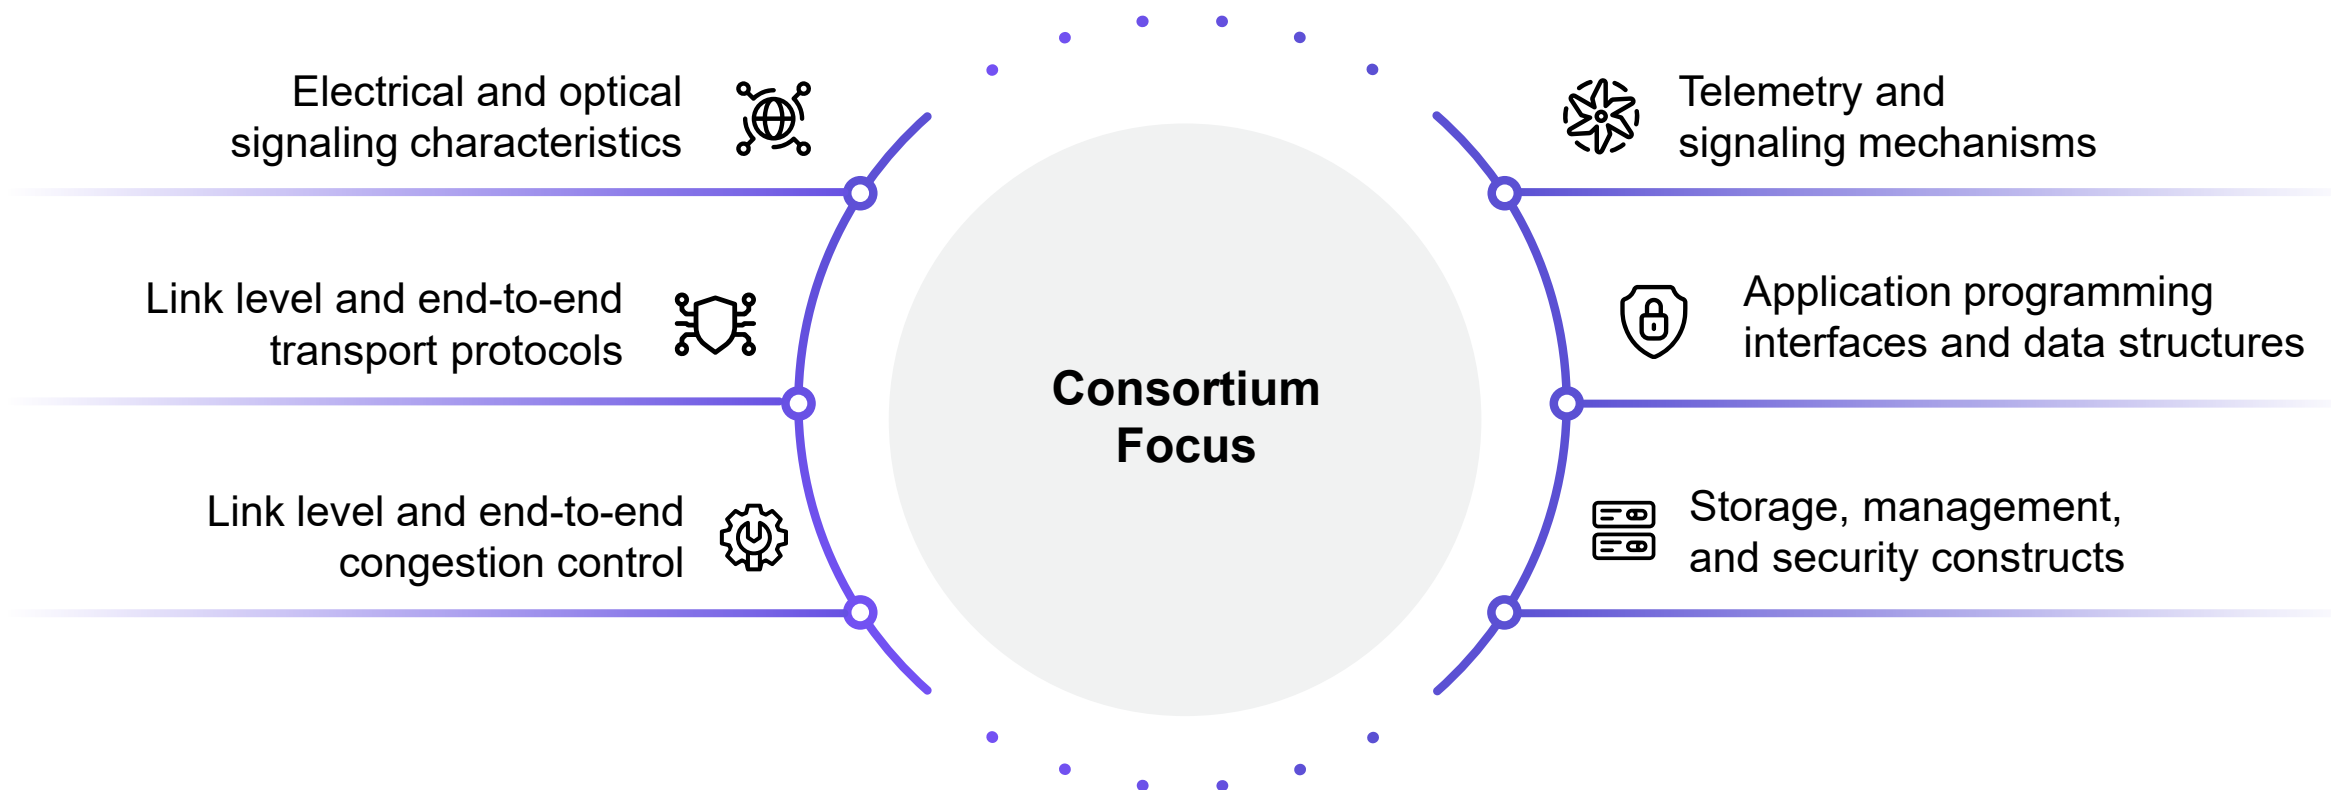 Electrical and optical
signaling characteristics
Link level and end-to-end
transport protocols
Link level and end-to-end
congestion control
Consortium
Focus
Telemetry and
signaling mechanisms
Application programming
interfaces and data structures
Storage, management,
and security constructs